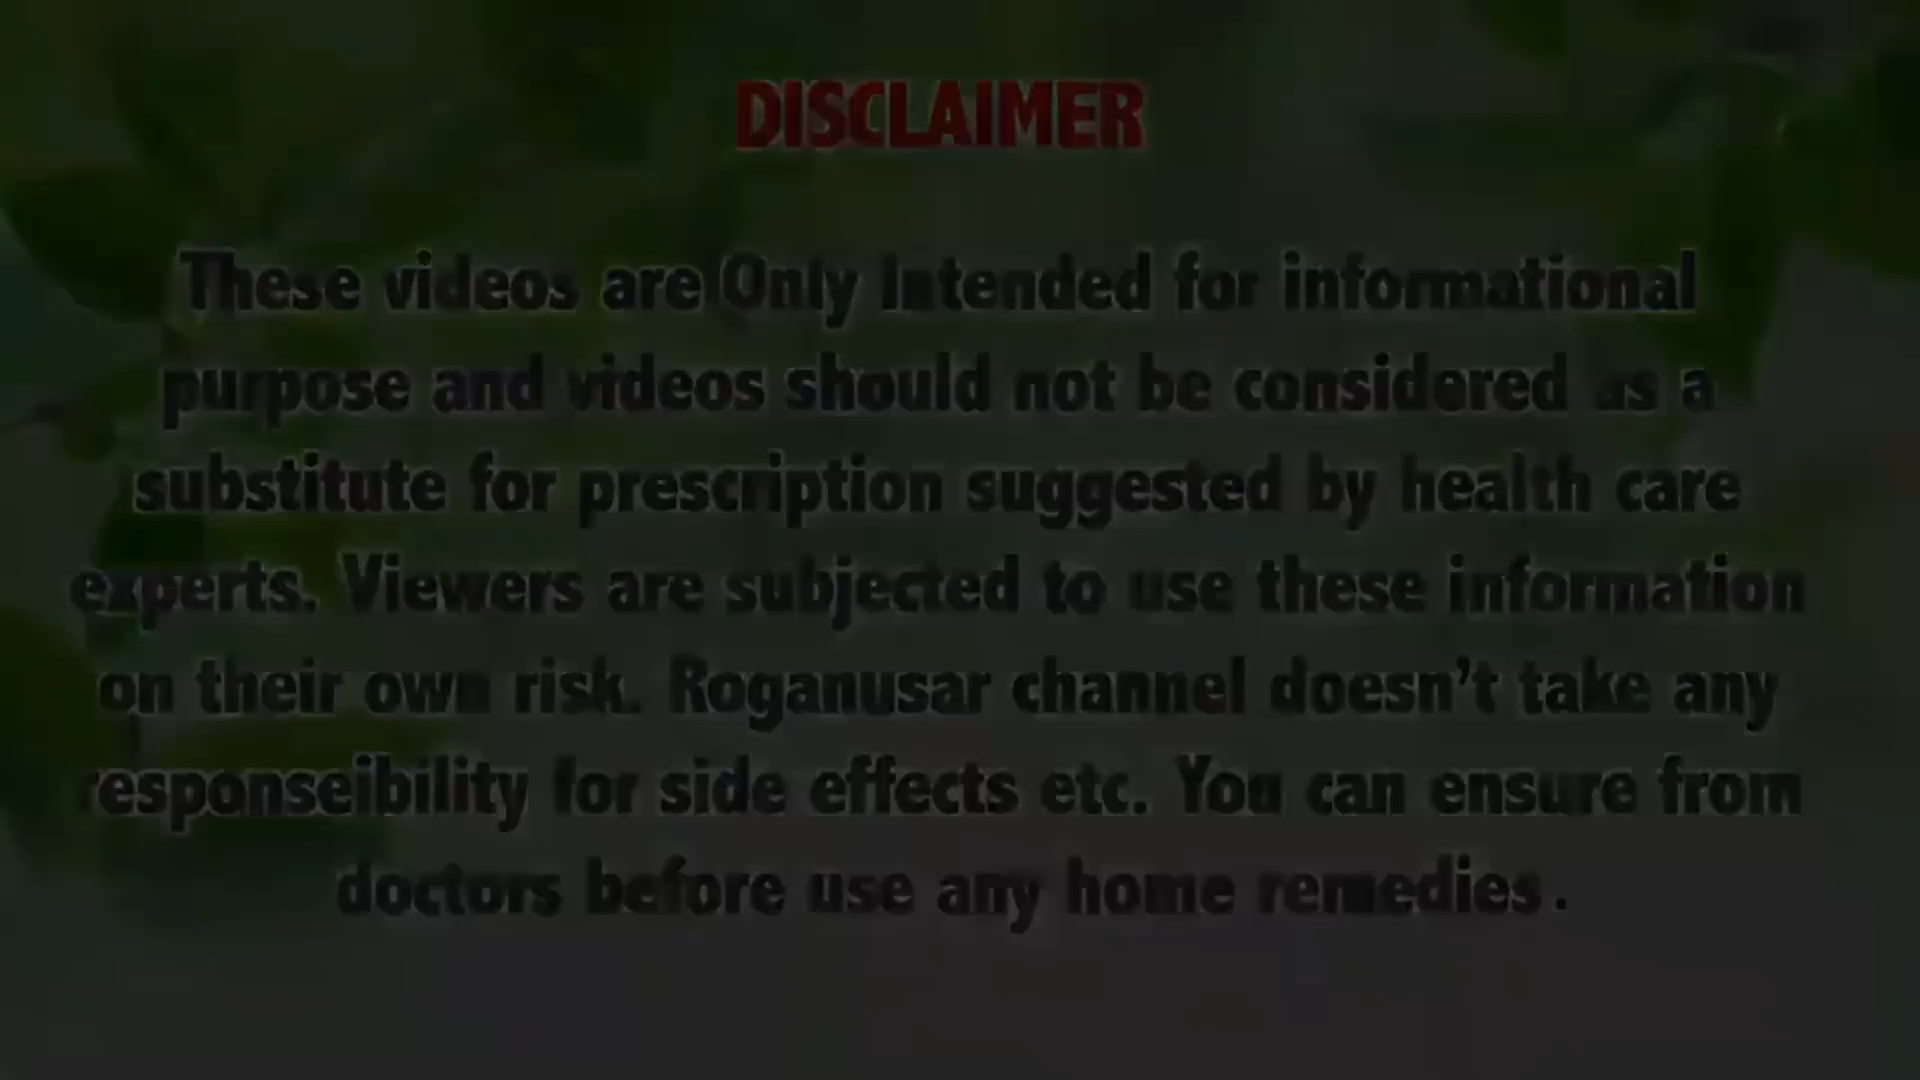 DISCLAIMER
These videos are Only Intended for informational
purpose and videos should not be considered as a
substitute for prescription suggested by health care
experts. Viewers are subjected to use these information
on their own risk. Roganusar channel doesn't take any
responseibility for side effects etc. You can ensure from
doctors before use any home remedies .